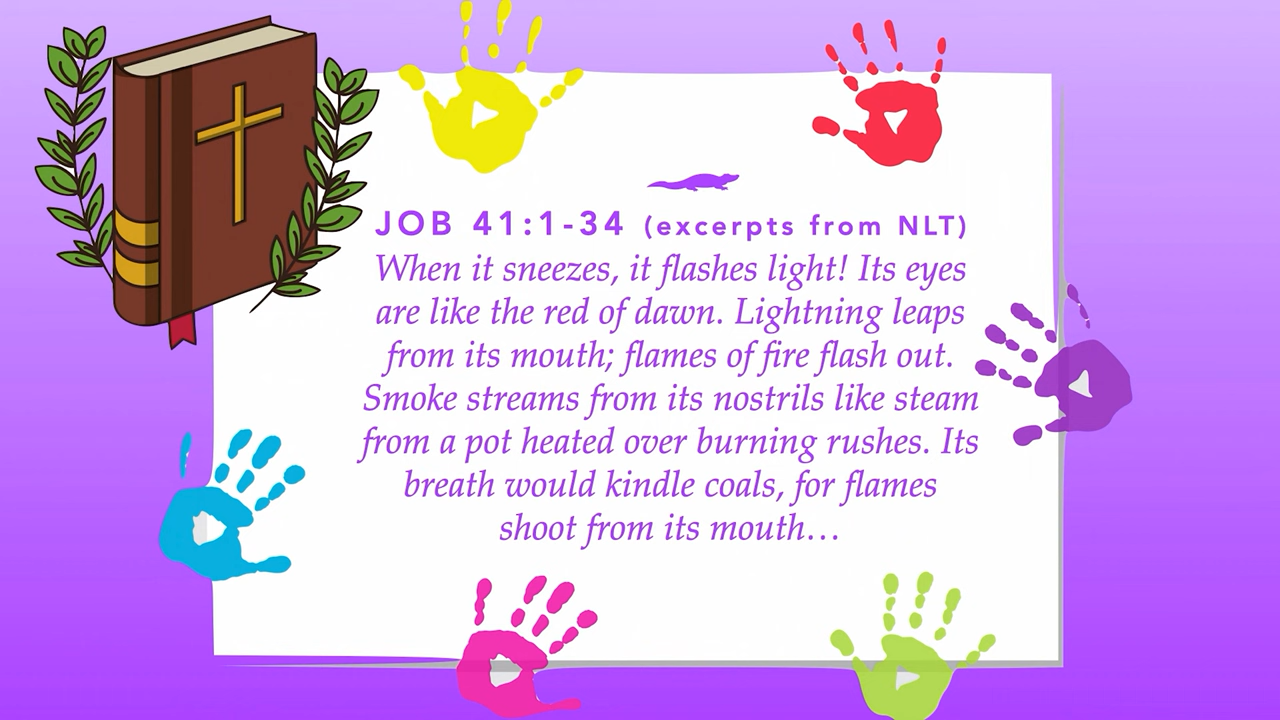 JOB 41:1-34 (excerpts from NLT)
When it sneezes, it flashes light! Its eyes
are like the red of dawn. Lightning leaps
from its mouth; flames of fire flash out.
Smoke streams from its nostrils like steam
from a pot heated over burning rushes. Its
breath would kindle coals, for flames
shoot from its mouth…